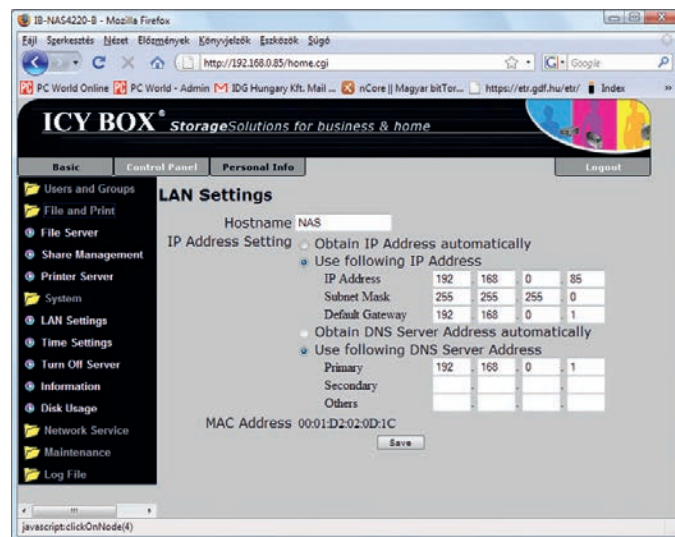 IB-NAS4220-B - Mozilla Firefox
Fájl Szerkesztés Nézet Előzmények Könyvjelzők Eszközök Súgó
http://192.168.0.85/home.cgi
Google
PC World Online PC World - Admin IDG Hungary Kft. Mail ... nCore || Magyar bitTor... https://etr.gdf.hu/etr/ Index »
ICY BOX® StorageSolutions for business & home
Basic Control Panel Personal Info Logout
Users and Groups
File and Print
File Server
Share Management
Printer Server
System
LAN Settings
Time Settings
Turn Off Server
Information
Disk Usage
Network Service
Maintenance
Log File
LAN Settings
Hostname NAS
IP Address Setting Obtain IP Address automatically
Use following IP Address
IP Address 192 . 168 . 0 . 85
Subnet Mask 255 . 255 . 255 . 0
Default Gateway 192 . 168 . 0 . 1
Obtain DNS Server Address automatically
Use following DNS Server Address
Primary 192 . 168 . 0 . 1
Secondary . . .
Others . . .
MAC Address 00:01:D2:02:0D:1C
Save
javascript:clickOnNode(4)